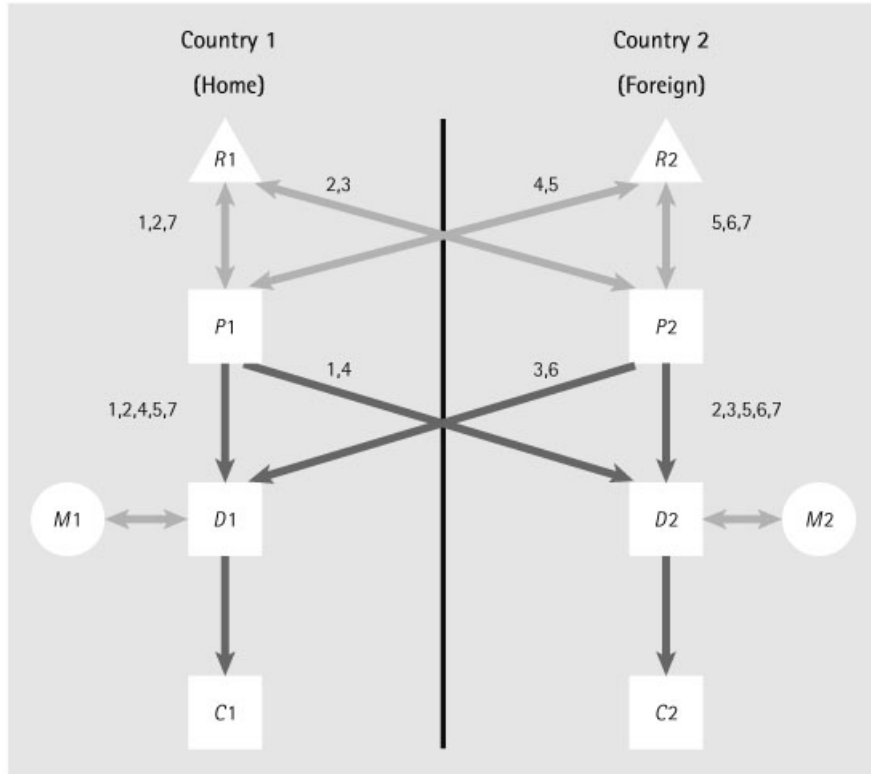 Country 1
(Home)
Country 2
(Foreign)
R1
R2
2,3
4,5
1,2,7
5,6,7
P1
P2
1,4
3,6
1,2,4,5,7
2,3,5,6,7
M1
D1
D2
M2
C1
C2